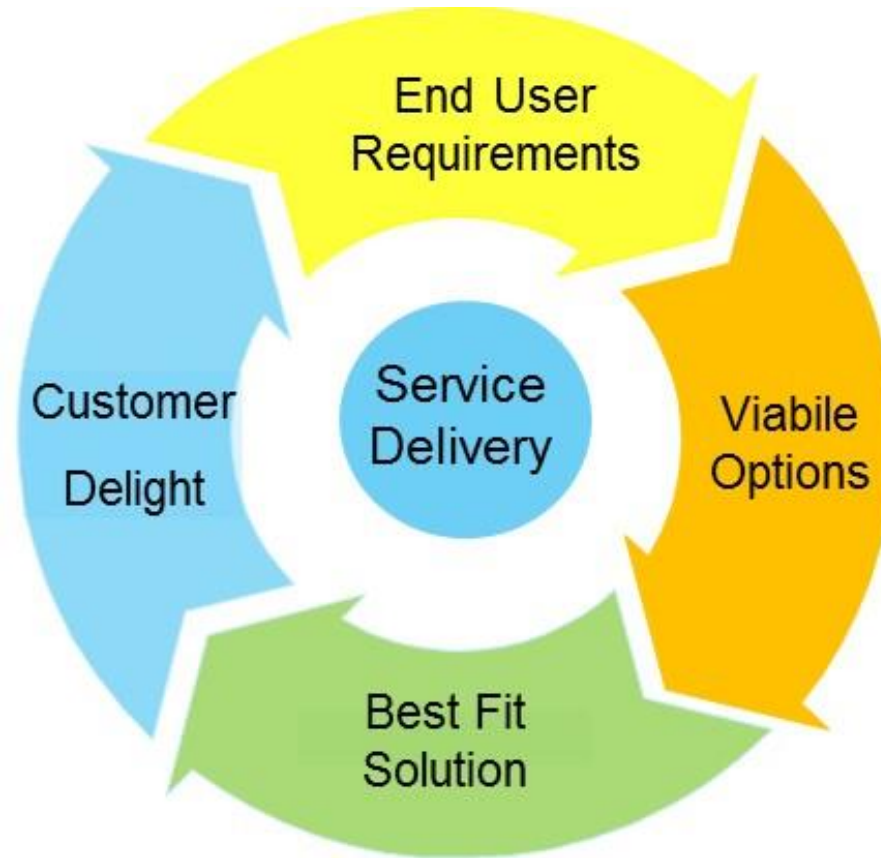 End User
Requirements
Service
Delivery
Customer
Delight
Viabile
Options
Best Fit
Solution